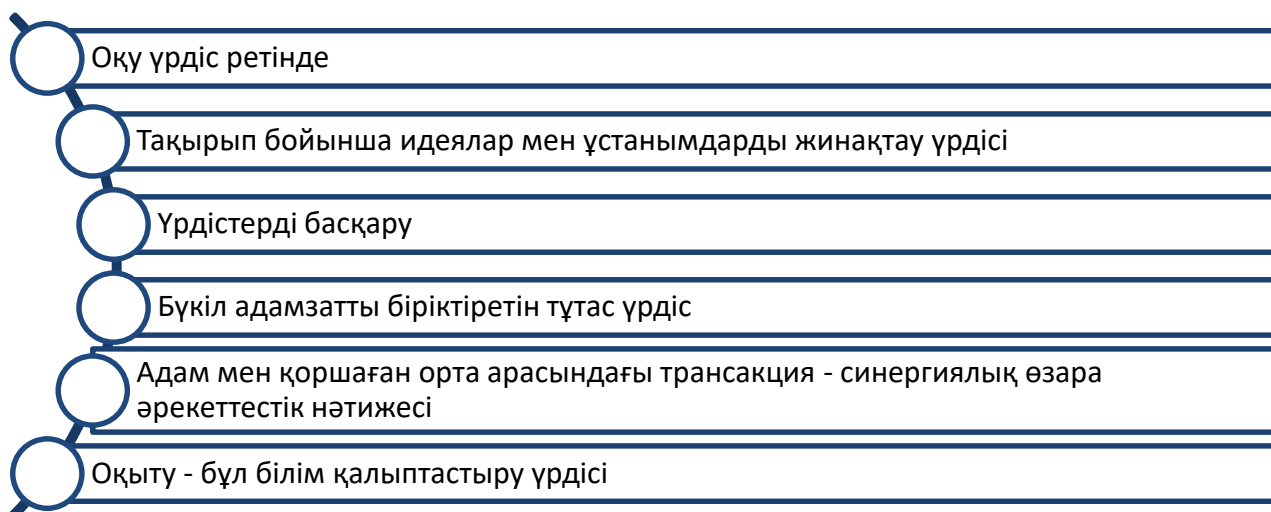 Оқу үрдіс ретінде
Тақырып бойынша идеялар мен ұстанымдарды жинақтау үрдісі
Үрдістерді басқару
Бүкіл адамзатты біріктіретін тұтас үрдіс
Адам мен қоршаған орта арасындағы трансакция - синергиялық өзара
әрекеттестік нәтижесі
Оқыту - бұл білім қалыптастыру үрдісі